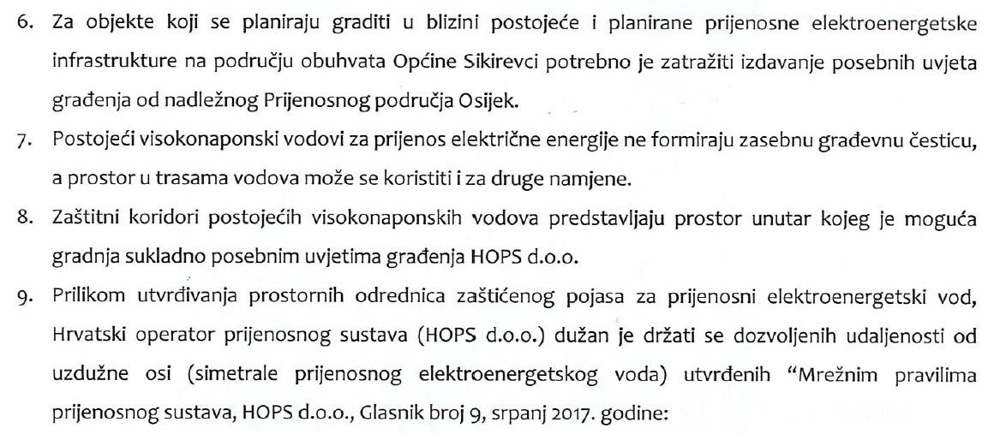 6. Za objekte koji se planiraju graditi u blizini postojeće i planirane prijenosne elektroenergetske
infrastrukture na području obuhvata Općine Sikirevci potrebno je zatražiti izdavanje posebnih uvjeta
građenja od nadležnog Prijenosnog područja Osijek.
7. Postojeći visokonaponski vodovi za prijenos električne energije ne formiraju zasebnu građevnu česticu,
a prostor u trasama vodova može se koristiti i za druge namjene.
8. Zaštitni koridori postojećih visokonaponskih vodova predstavljaju prostor unutar kojeg je moguća
gradnja sukladno posebnim uvjetima građenja HOPS d.o.o.
9. Prilikom utvrđivanja prostornih odrednica zaštićenog pojasa za prijenosni elektroenergetski vod,
Hrvatski operator prijenosnog sustava (HOPS d.o.o.) dužan je držati se dozvoljenih udaljenosti od
uzdužne osi (simetrale prijenosnog elektroenergetskog voda) utvrđenih “Mrežnim pravilima
prijenosnog sustava, HOPS d.o.o., Glasnik broj 9, srpanj 2017. godine: